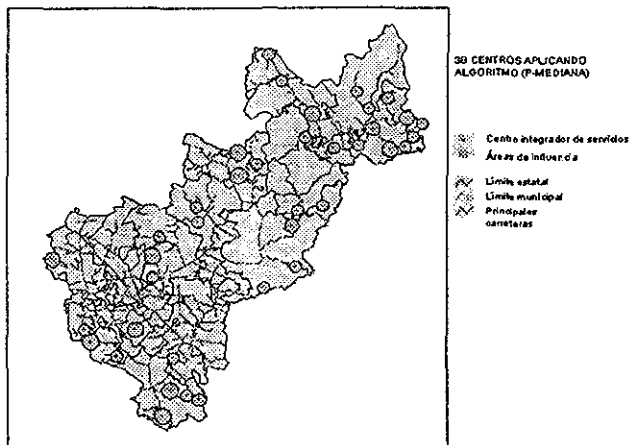 38 CENTROS APLICANDO
ALGORITMO (P-MEDIANA)
Centro integrador de servicios
Áreas de influencia
Límite estatal
Límite municipal
Principales
carreteras